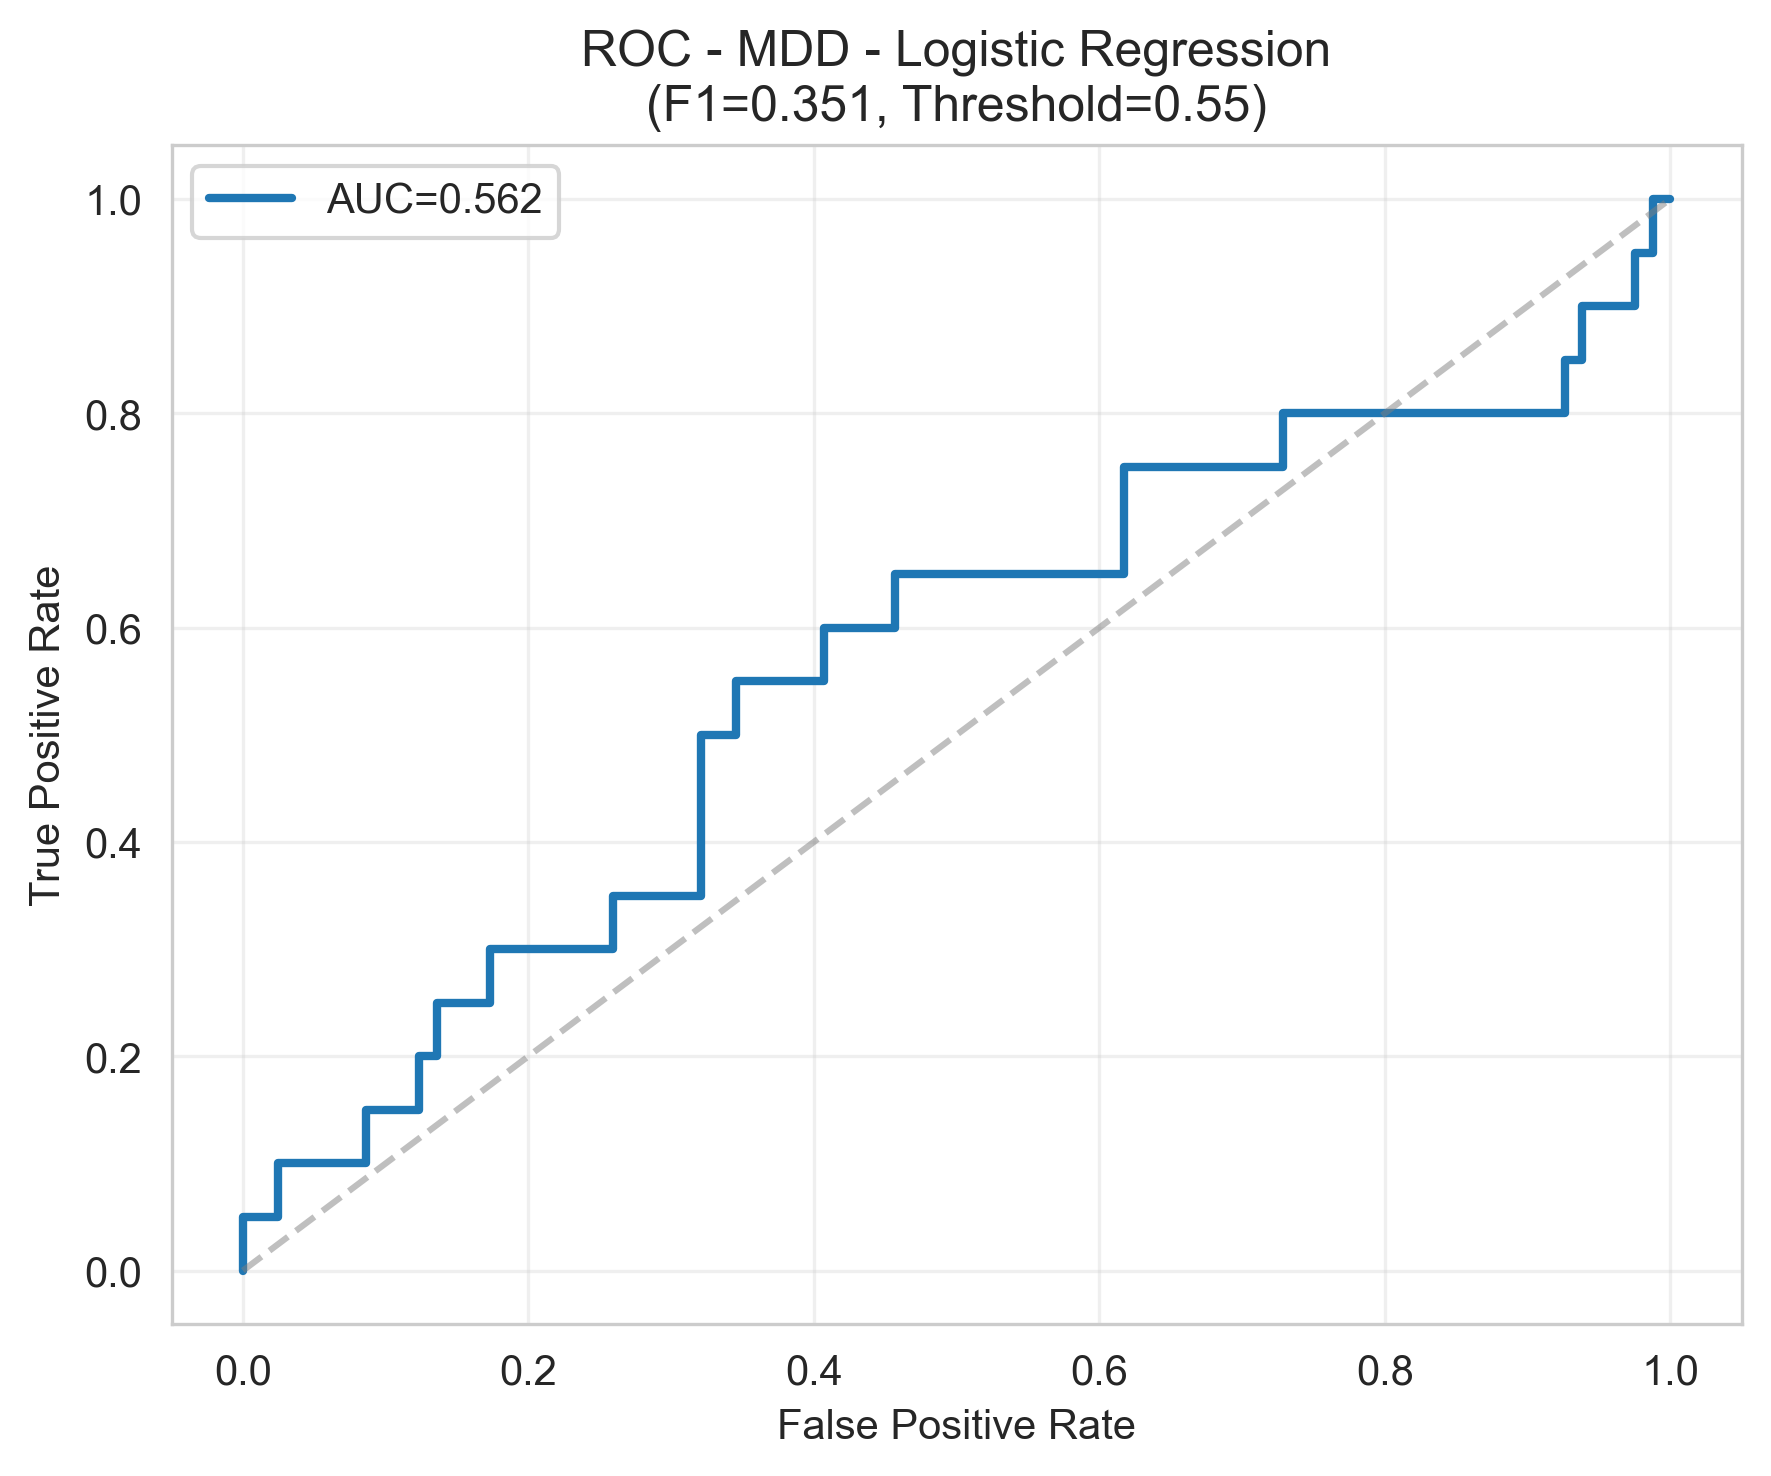 ROC - MDD - Logistic Regression
(F1=0.351, Threshold=0.55)
AUC=0.562
1.0
0.8
0.6
0.4
0.2
0.0
True Positive Rate
0.0 0.2 0.4 0.6 0.8 1.0
False Positive Rate